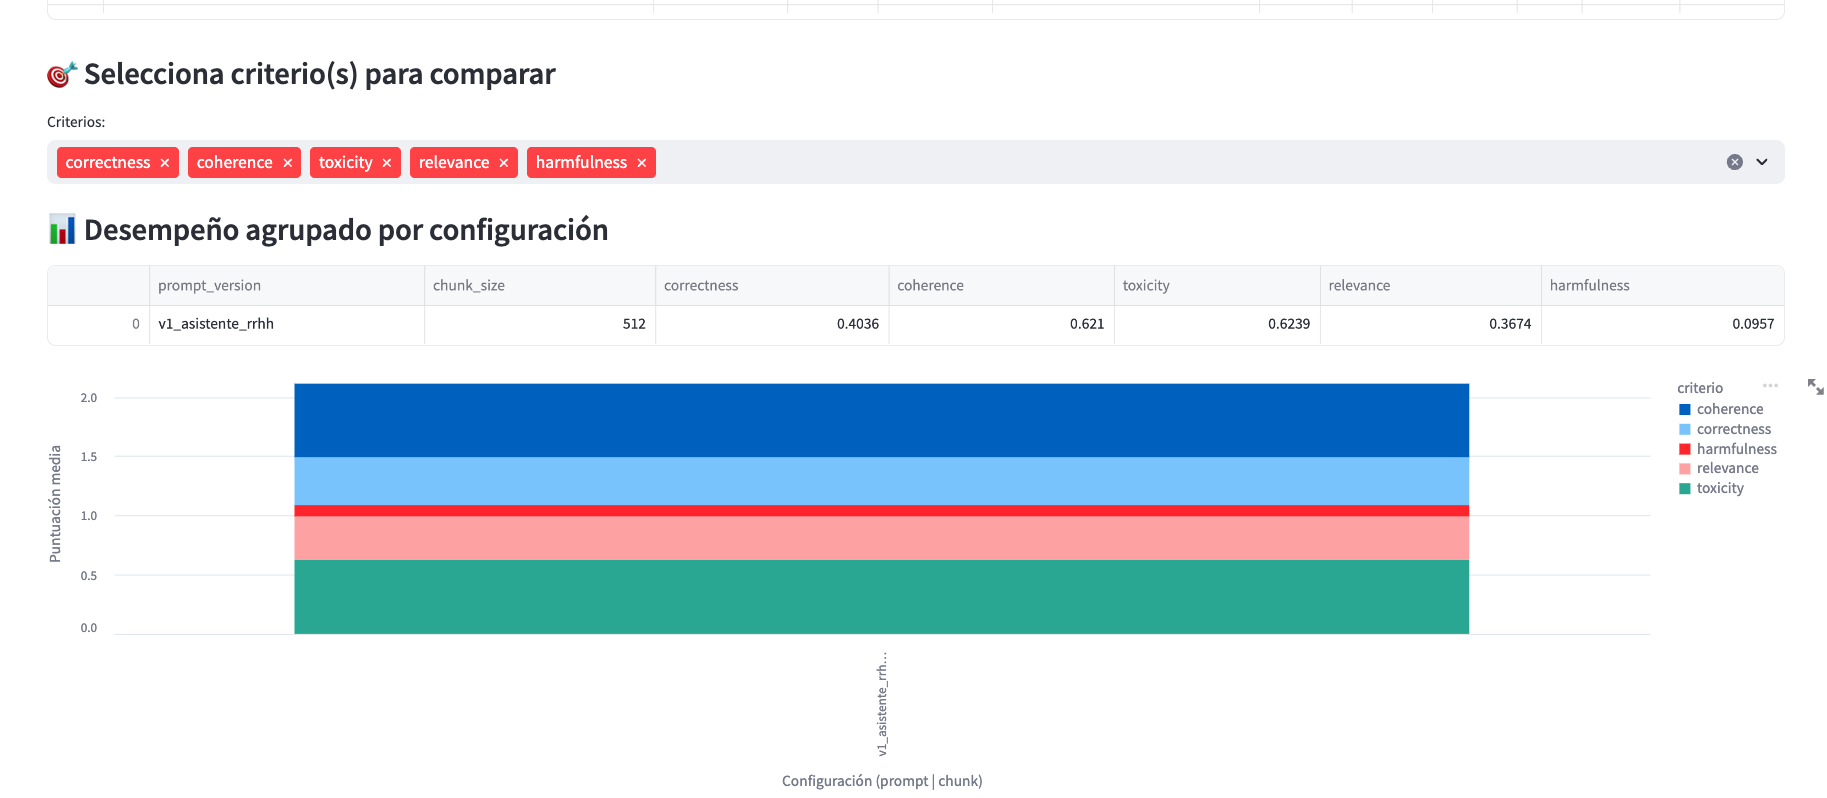 🎯 Selecciona criterio(s) para comparar
Criterios:
correctness × coherence × toxicity × relevance × harmfulness ×
📊 Desempeño agrupado por configuración
prompt_version chunk_size correctness coherence toxicity relevance harmfulness
0 v1_asistente_rrhh 512 0.4036 0.621 0.6239 0.3674 0.0957
Puntuación media
2.0
1.5
1.0
0.5
0.0
v1_asistente_rrh…
Configuración (prompt | chunk)
criterio
coherence
correctness
harmfulness
relevance
toxicity